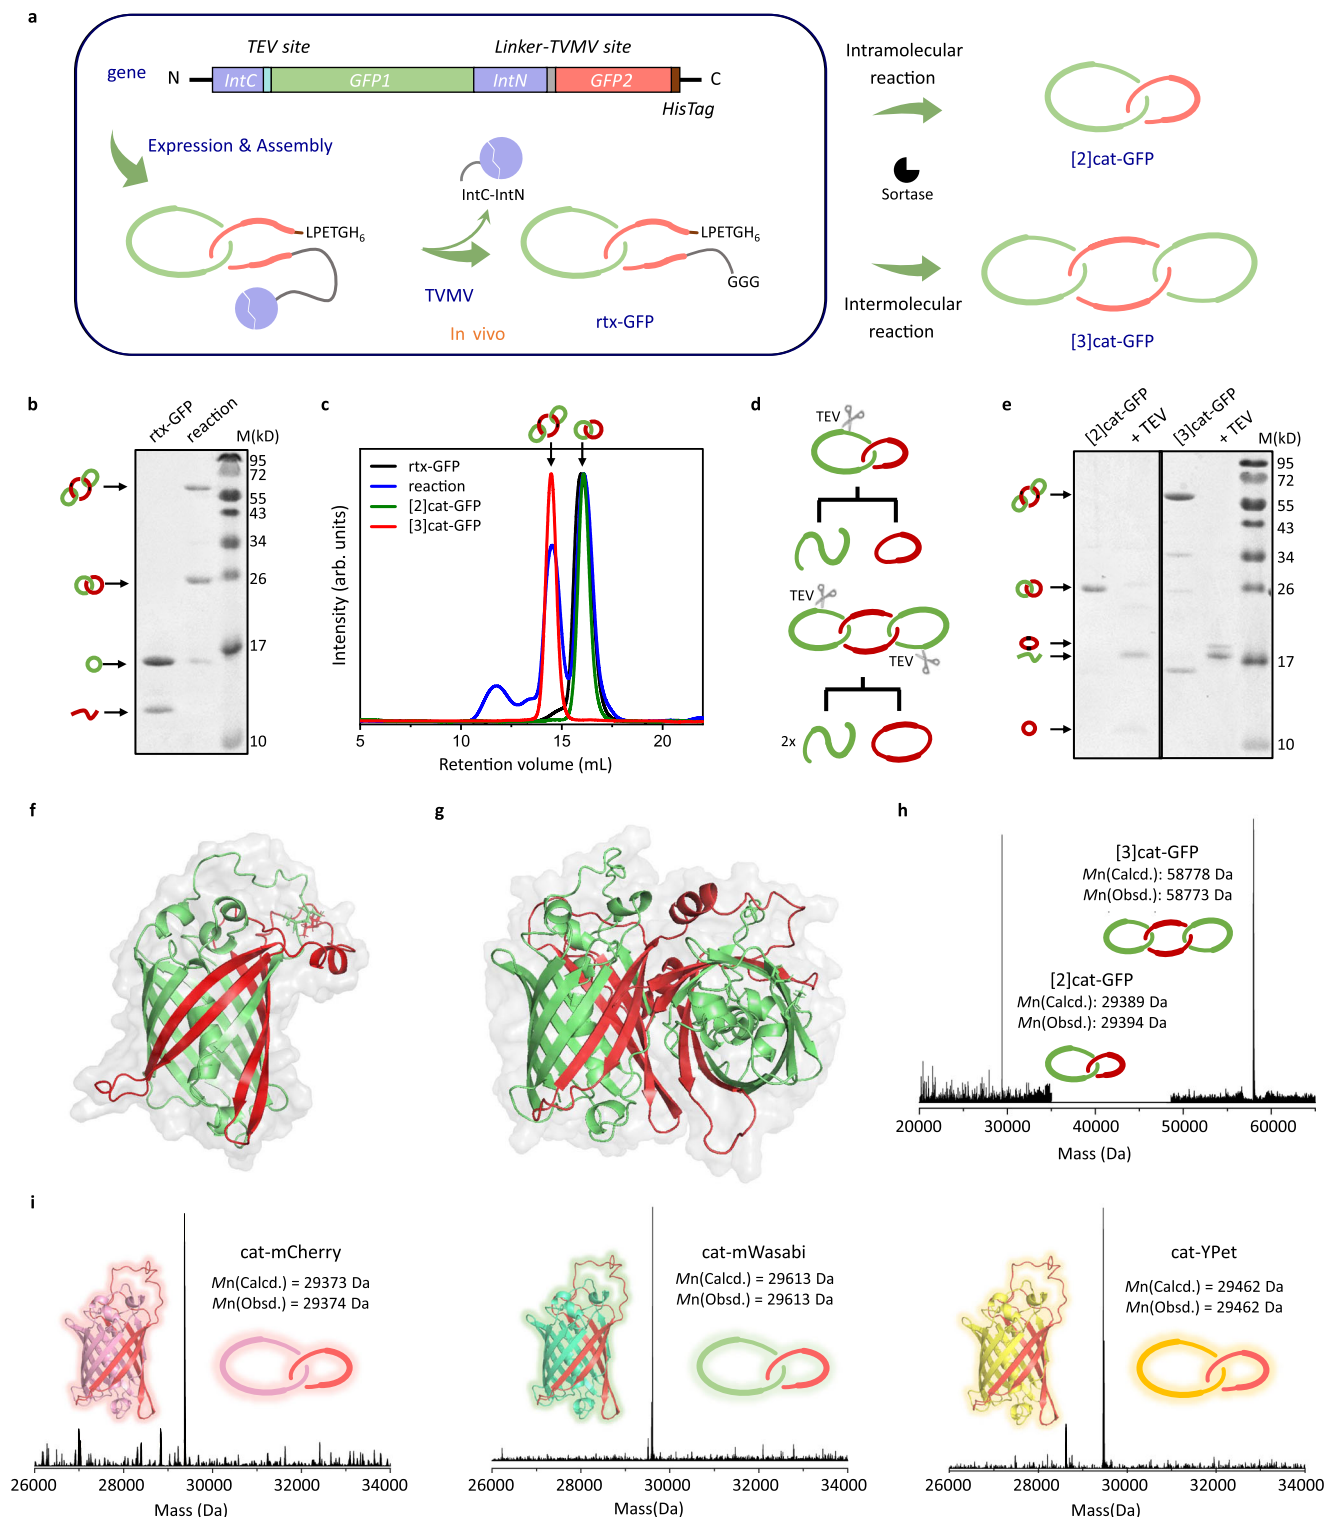 a
TEV site
Linker-TVMV site
gene
N
IntC
GFP1
IntN
GFP2
C
HisTag
Expression & Assembly
IntC-IntN
LPETGH6
LPETGH6
GGG
TVMV
rtx-GFP
In vivo
Intramolecular
reaction
[2]cat-GFP
Sortase
Intermolecular
reaction
[3]cat-GFP
b
rtx-GFP
reaction
M(kD)
95
72
55
43
34
26
17
10
c
rtx-GFP
reaction
[2]cat-GFP
[3]cat-GFP
Intensity (arb. units)
5
10
15
20
Retention volume (mL)
d
TEV
TEV
TEV
2x
e
[2]cat-GFP
+ TEV
[3]cat-GFP
+ TEV
M(kD)
95
72
55
43
34
26
17
10
f
g
h
[3]cat-GFP
Mn(Calcd.): 58778 Da
Mn(Obsd.): 58773 Da
[2]cat-GFP
Mn(Calcd.): 29389 Da
Mn(Obsd.): 29394 Da
20000
30000
40000
50000
60000
Mass (Da)
i
cat-mCherry
Mn(Calcd.) = 29373 Da
Mn(Obsd.) = 29374 Da
26000
28000
30000
32000
34000
Mass (Da)
cat-mWasabi
Mn(Calcd.) = 29613 Da
Mn(Obsd.) = 29613 Da
26000
28000
30000
32000
34000
Mass(Da)
cat-YPet
Mn(Calcd.) = 29462 Da
Mn(Obsd.) = 29462 Da
26000
28000
30000
32000
34000
Mass(Da)